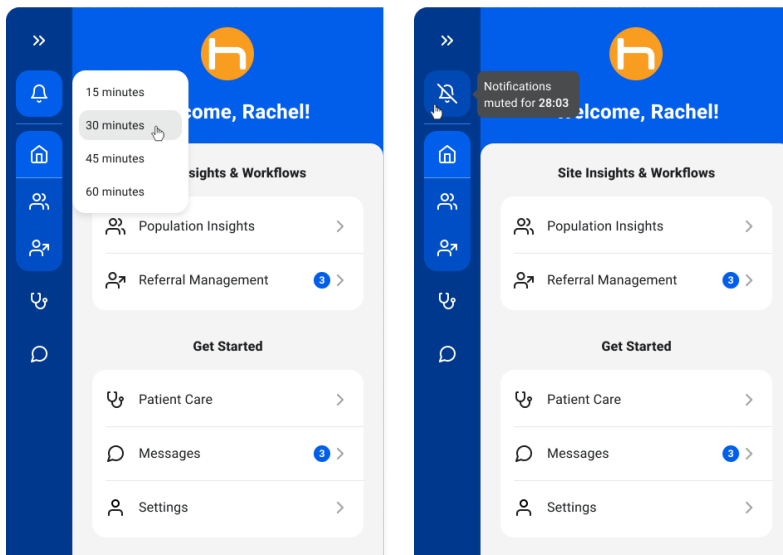 15 minutes
30 minutes
45 minutes
60 minutes
come, Rachel!
sights & Workflows
Population Insights
Referral Management 3
Get Started
Patient Care
Messages 3
Settings
Notifications
muted for 28:03
elcome, Rachel!
Site Insights & Workflows
Population Insights
Referral Management 3
Get Started
Patient Care
Messages 3
Settings